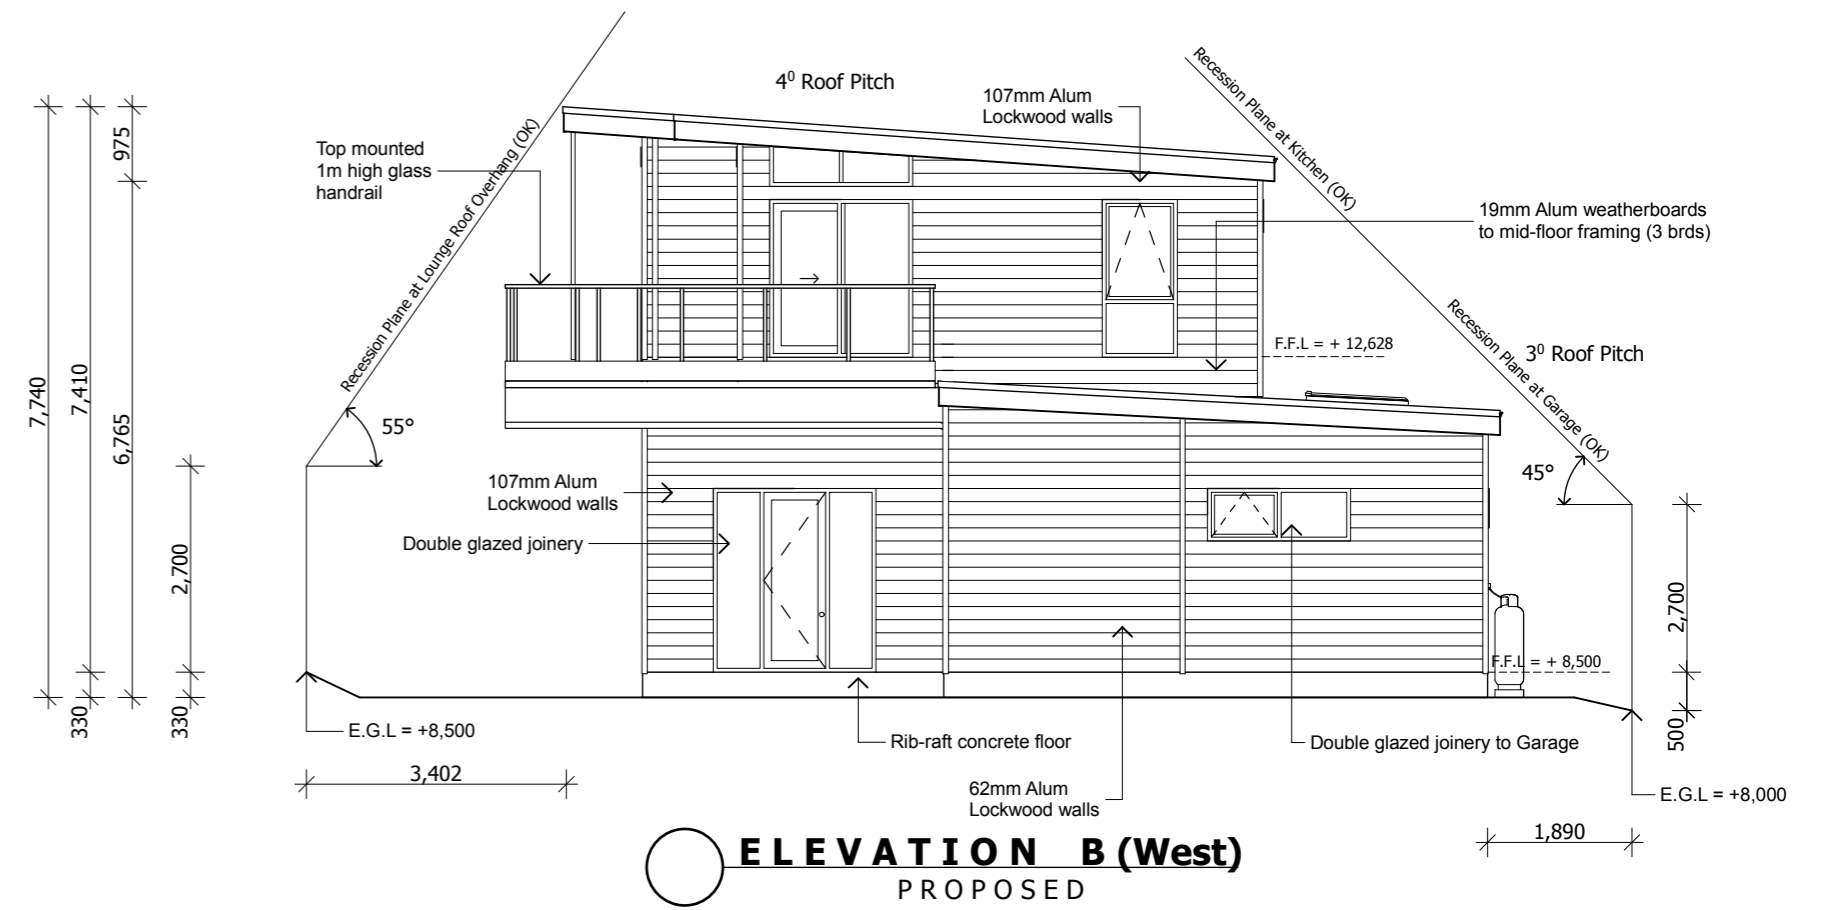 4⁰ Roof Pitch
107mm Alum
Lockwood walls
Recession Plane at Kitchen (OK)
Top mounted
1m high glass
handrail
Recession Plane at Lounge Roof Overhang (OK)
19mm Alum weatherboards
to mid-floor framing (3 brds)
F.F.L = + 12,628
3⁰ Roof Pitch
Recession Plane at Garage (OK)
975
7,740
7,410
6,765
55°
45°
107mm Alum
Lockwood walls
Double glazed joinery
2,700
2,700
F.F.L = + 8,500
330
330
500
E.G.L = +8,500
Rib-raft concrete floor
Double glazed joinery to Garage
3,402
62mm Alum
Lockwood walls
E.G.L = +8,000
1,890
ELEVATION B (West)
PROPOSED